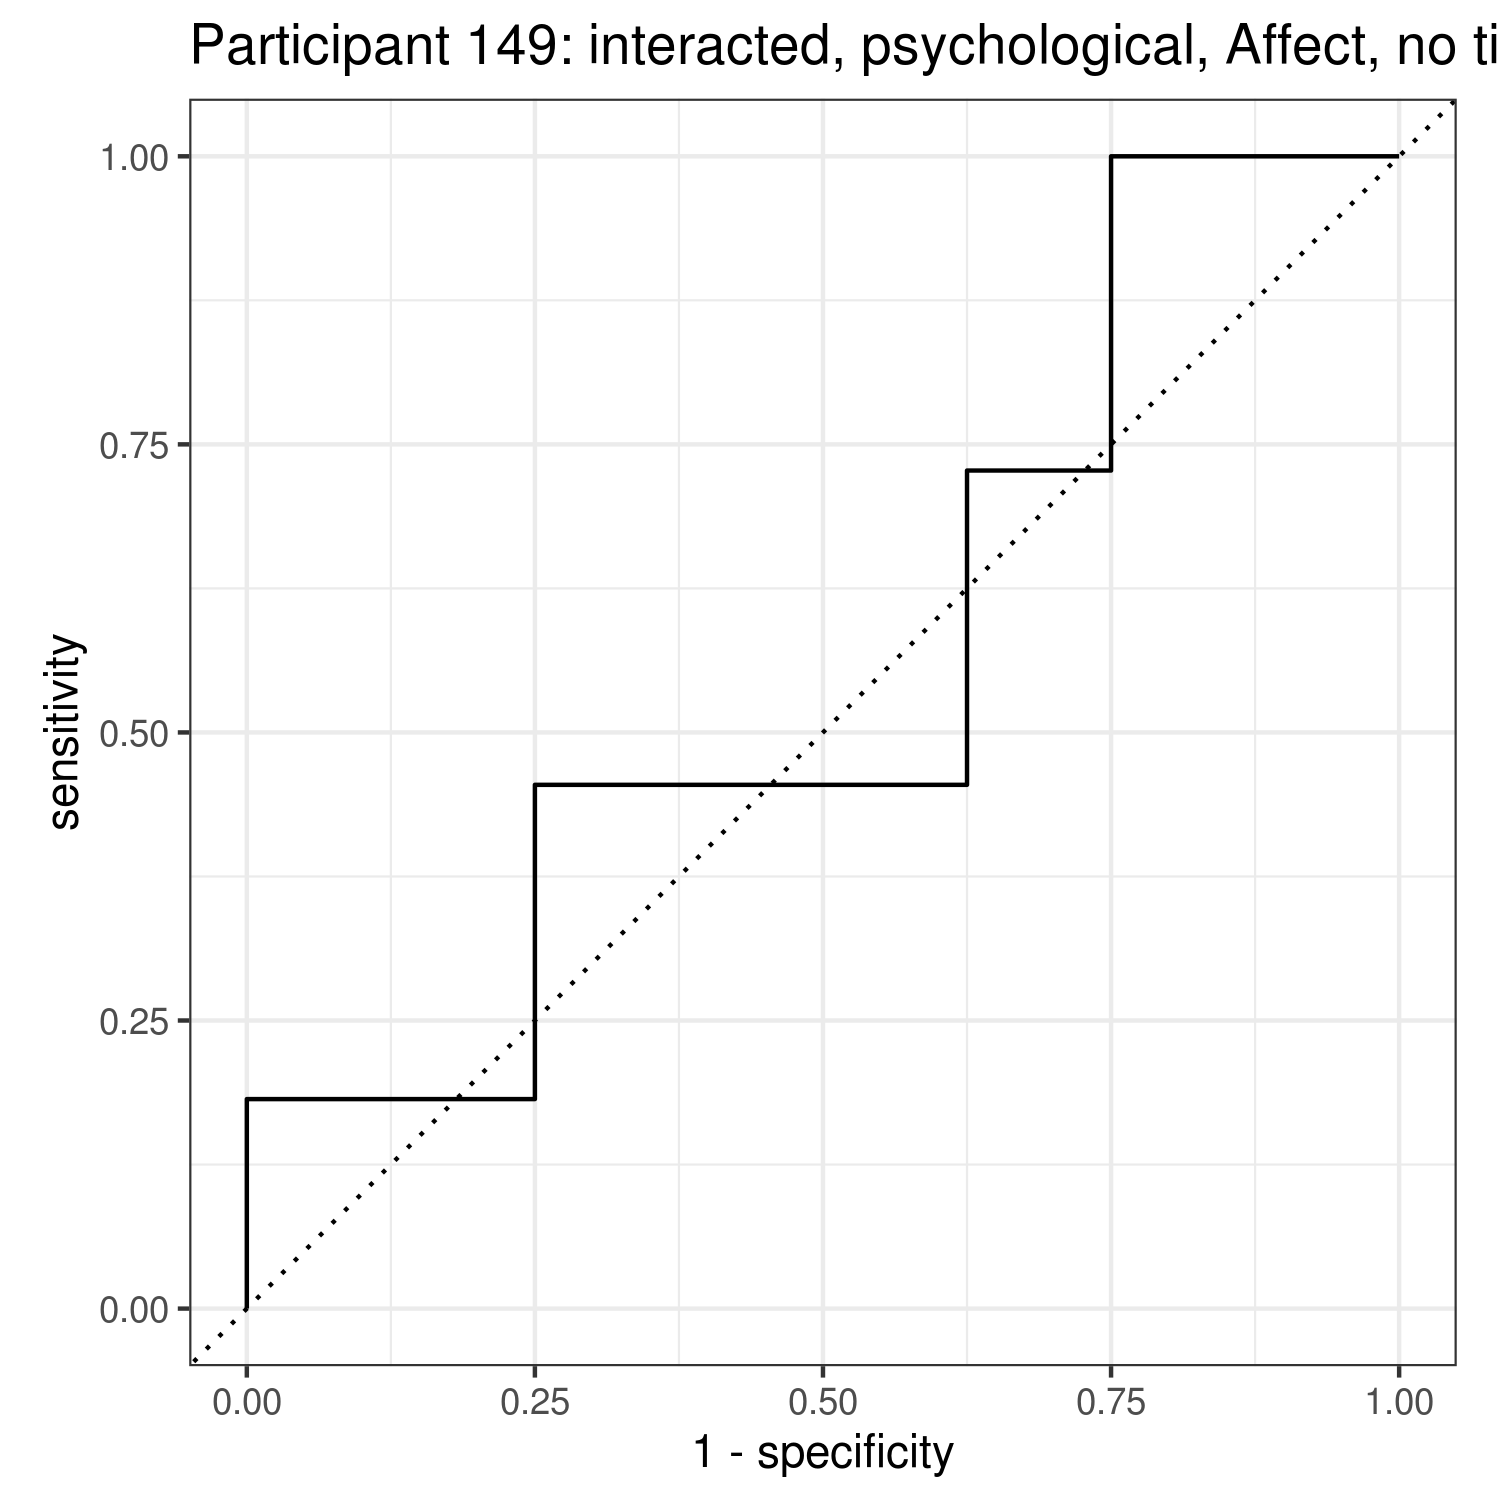 Participant 149: interacted, psychological, Affect, no ti
1.00
0.75
0.50
0.25
0.00
sensitivity
0.00 0.25 0.50 0.75 1.00
1 - specificity